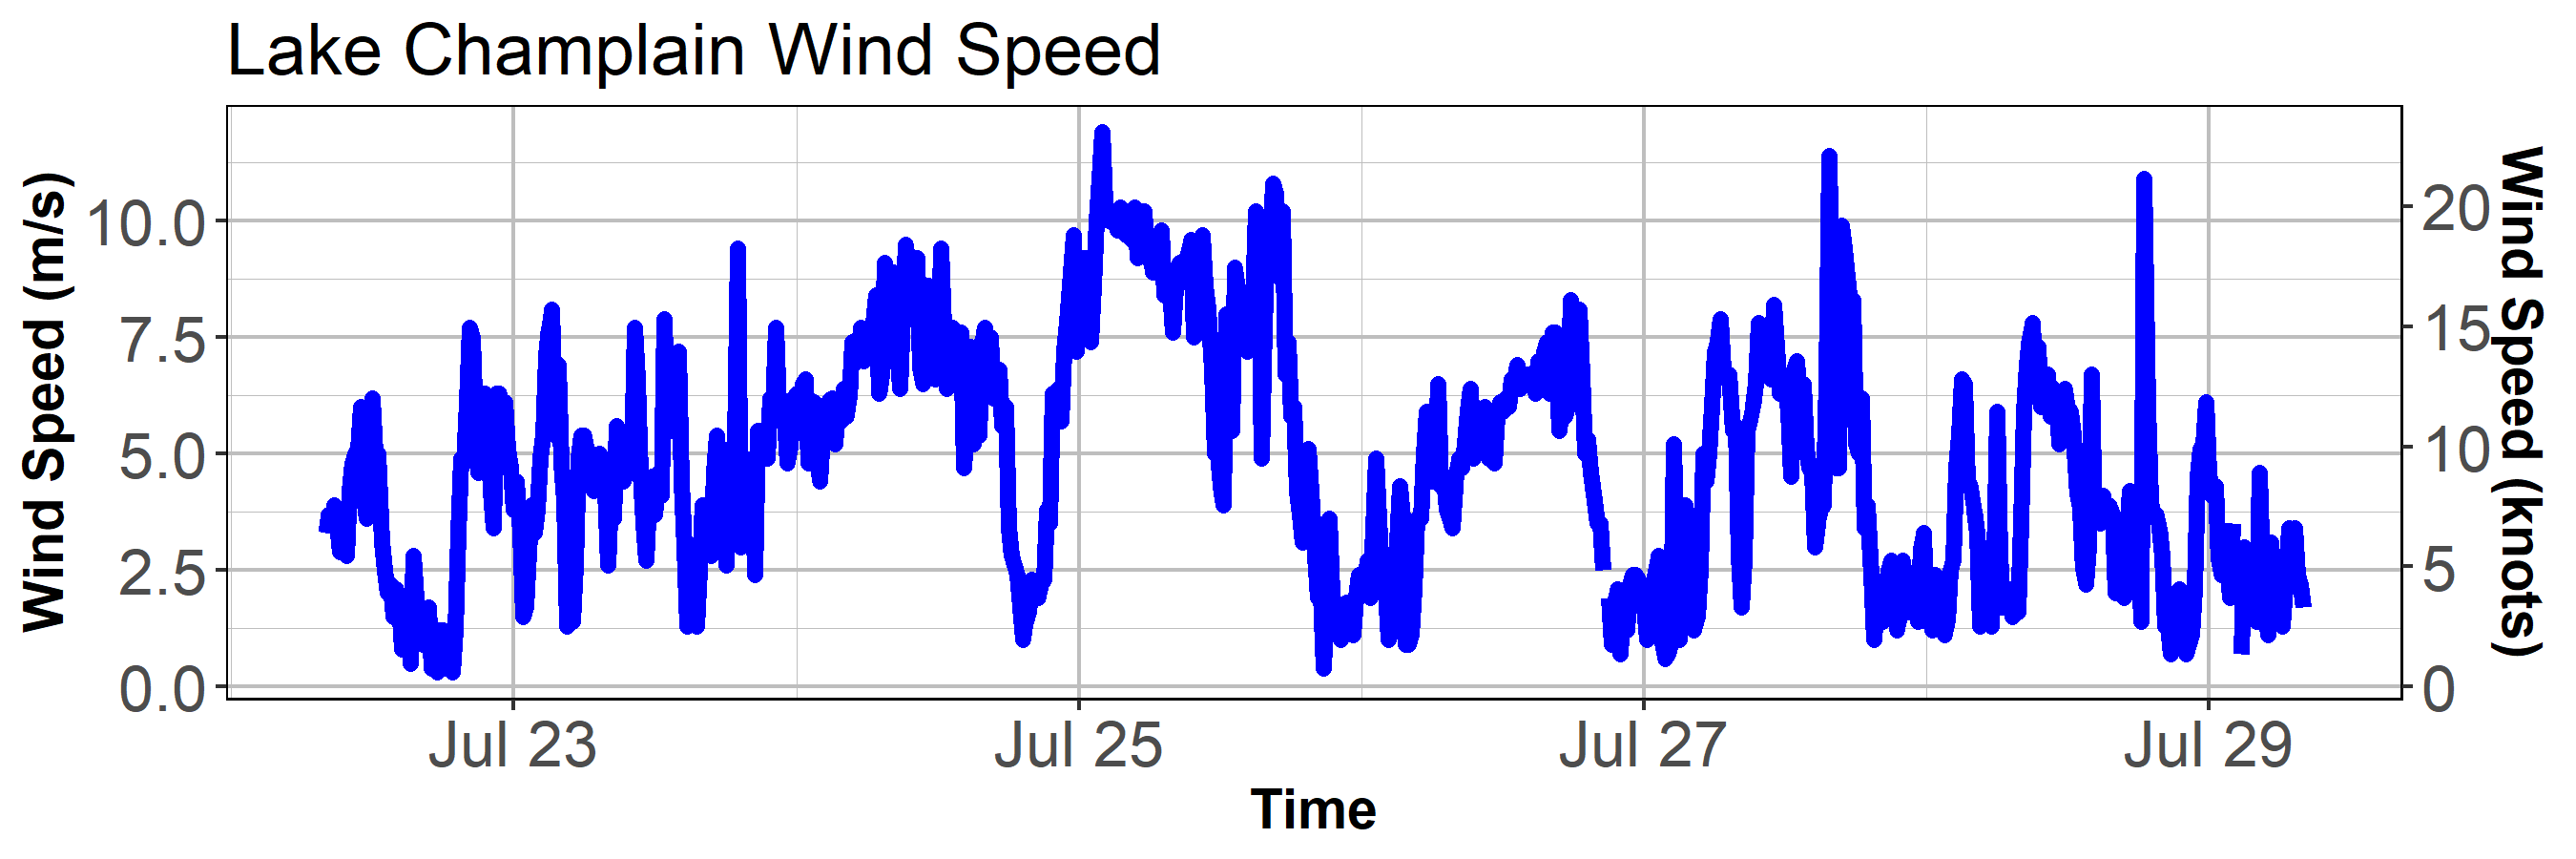 Lake Champlain Wind Speed
Wind Speed (m/s)
10.0
7.5
5.0
2.5
0.0
20
15
10
5
0
Wind Speed (knots)
Jul 23
Jul 25
Jul 27
Jul 29
Time